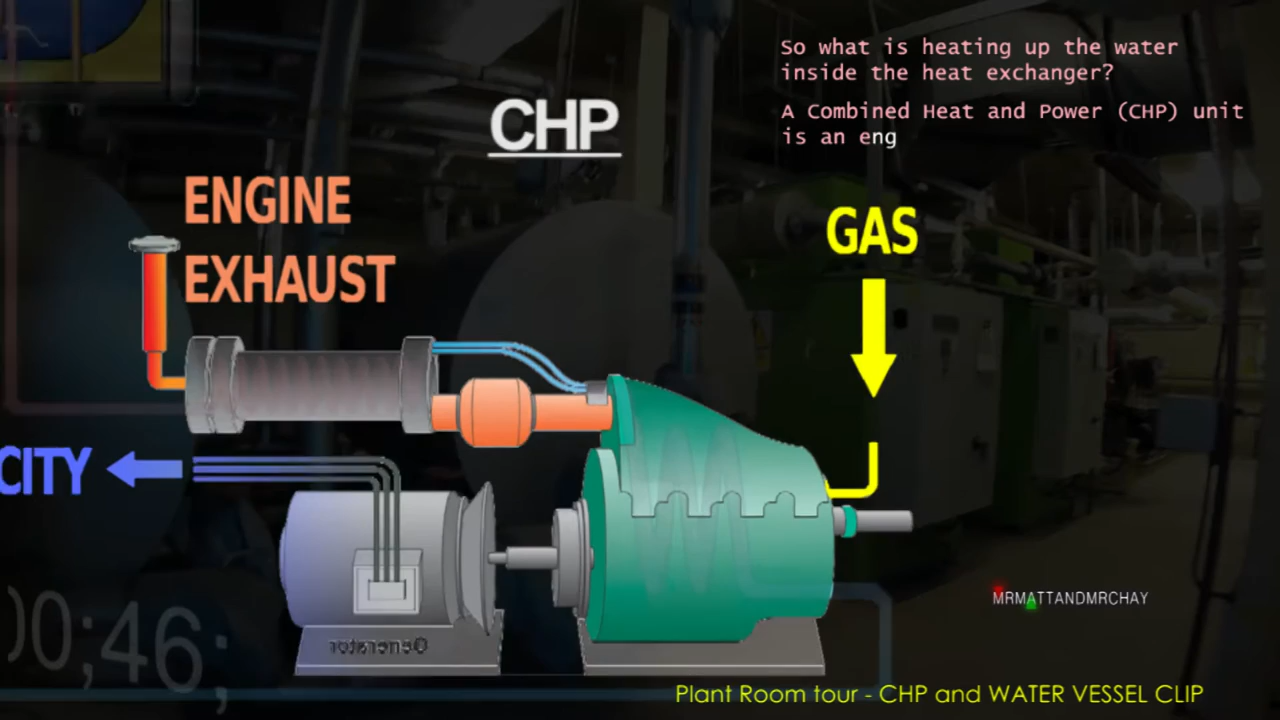 So what is heating up the water
inside the heat exchanger?
A Combined Heat and Power (CHP) unit
is an eng
CHP
ENGINE
EXHAUST
GAS
CITY
Generator
00;46;
MRMATTANDMRCHAY
Plant Room tour - CHP and WATER VESSEL CLIP